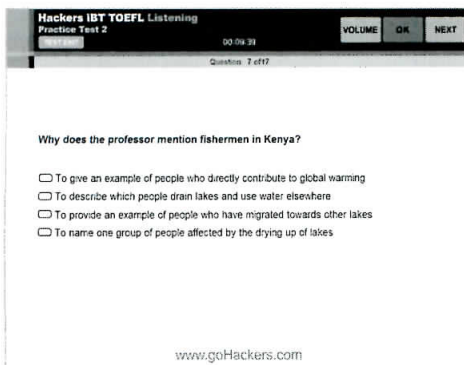 Hackers iBT TOEFL Listening
Practice Test 2
VOLUME
OK
NEXT
TEST EXIT
00:09:39
Question 7 of 17
Why does the professor mention fishermen in Kenya?
To give an example of people who directly contribute to global warming
To describe which people drain lakes and use water elsewhere
To provide an example of people who have migrated towards other lakes
To name one group of people affected by the drying up of lakes
www.goHackers.com